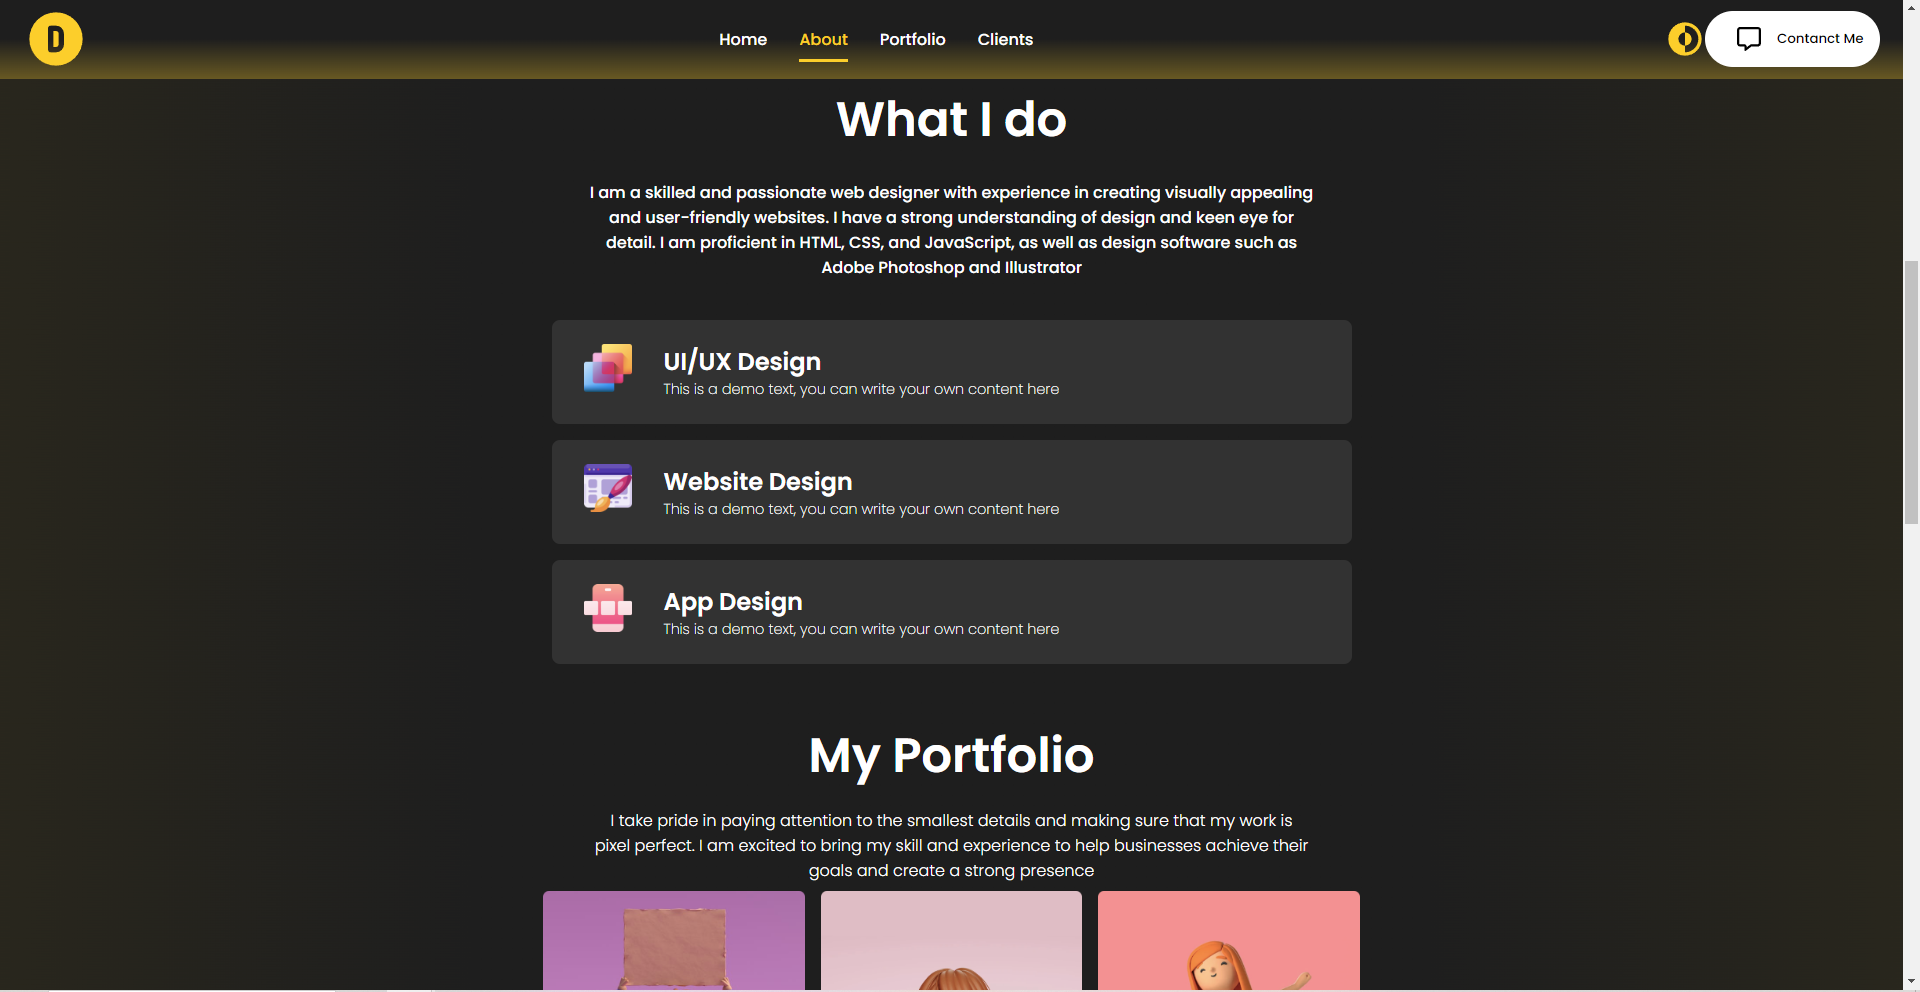 D
Home
About
Portfolio
Clients
Contanct Me
What I do
I am a skilled and passionate web designer with experience in creating visually appealing
and user-friendly websites. I have a strong understanding of design and keen eye for
detail. I am proficient in HTML, CSS, and JavaScript, as well as design software such as
Adobe Photoshop and Illustrator
UI/UX Design
This is a demo text, you can write your own content here
Website Design
This is a demo text, you can write your own content here
App Design
This is a demo text, you can write your own content here
My Portfolio
I take pride in paying attention to the smallest details and making sure that my work is
pixel perfect. I am excited to bring my skill and experience to help businesses achieve their
goals and create a strong presence